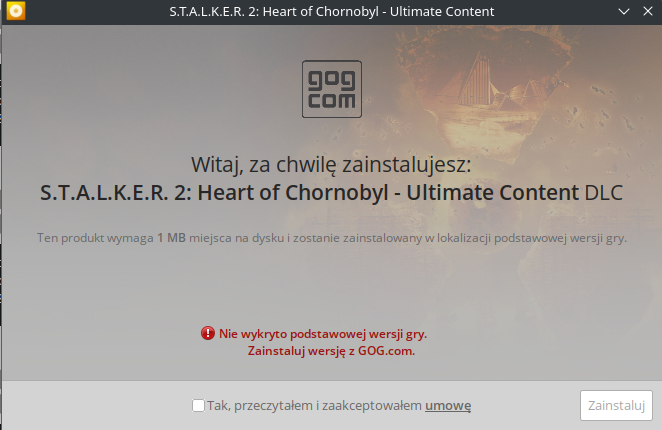 S.T.A.L.K.E.R. 2: Heart of Chornobyl - Ultimate Content
gog
com
Witaj, za chwilę zainstalujesz:
S.T.A.L.K.E.R. 2: Heart of Chornobyl - Ultimate Content DLC
Ten produkt wymaga 1 MB miejsca na dysku i zostanie zainstalowany w lokalizacji podstawowej wersji gry.
Nie wykryto podstawowej wersji gry.
Zainstaluj wersję z GOG.com.
Tak, przeczytałem i zaakceptowałem umowę
Zainstaluj